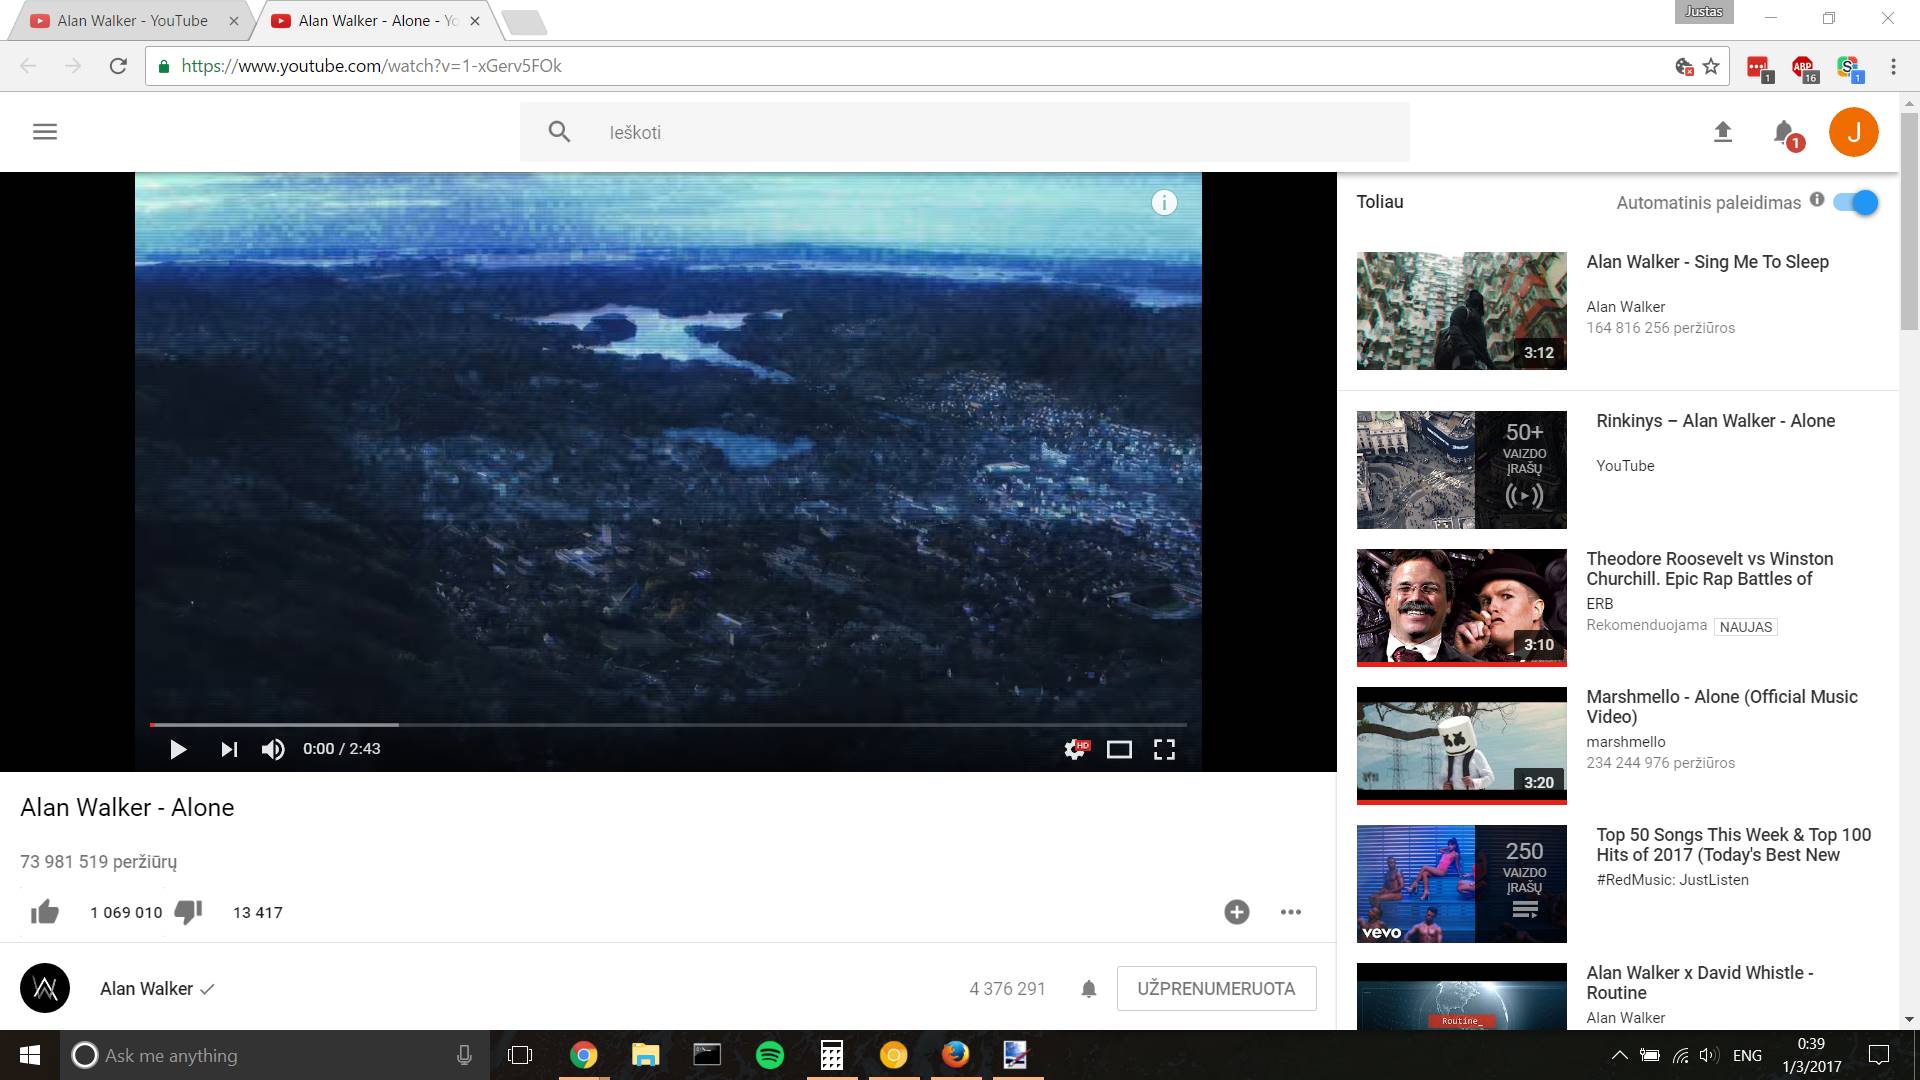 Alan Walker - YouTube
Alan Walker - Alone - Yo
Justas
https://www.youtube.com/watch?v=1-xGerv5FOk
1
ABP
16
S
1
Ieškoti
1
J
Toliau
Automatinis paleidimas
Alan Walker - Sing Me To Sleep
Alan Walker
164 816 256 peržiūros
3:12
50+
VAIZDO
ĮRAŠŲ
Rinkinys – Alan Walker - Alone
YouTube
Theodore Roosevelt vs Winston
Churchill. Epic Rap Battles of
ERB
Rekomenduojama NAUJAS
3:10
Marshmello - Alone (Official Music
Video)
marshmello
234 244 976 peržiūros
3:20
250
VAIZDO
ĮRAŠŲ
vevo
Top 50 Songs This Week & Top 100
Hits of 2017 (Today's Best New
#RedMusic: JustListen
Alan Walker x David Whistle -
Routine
Alan Walker
Routine_
0:00 / 2:43
HD
Alan Walker - Alone
73 981 519 peržiūrų
1 069 010
13 417
Alan Walker
4 376 291
UŽPRENUMERUOTA
Ask me anything
ENG
0:39
1/3/2017